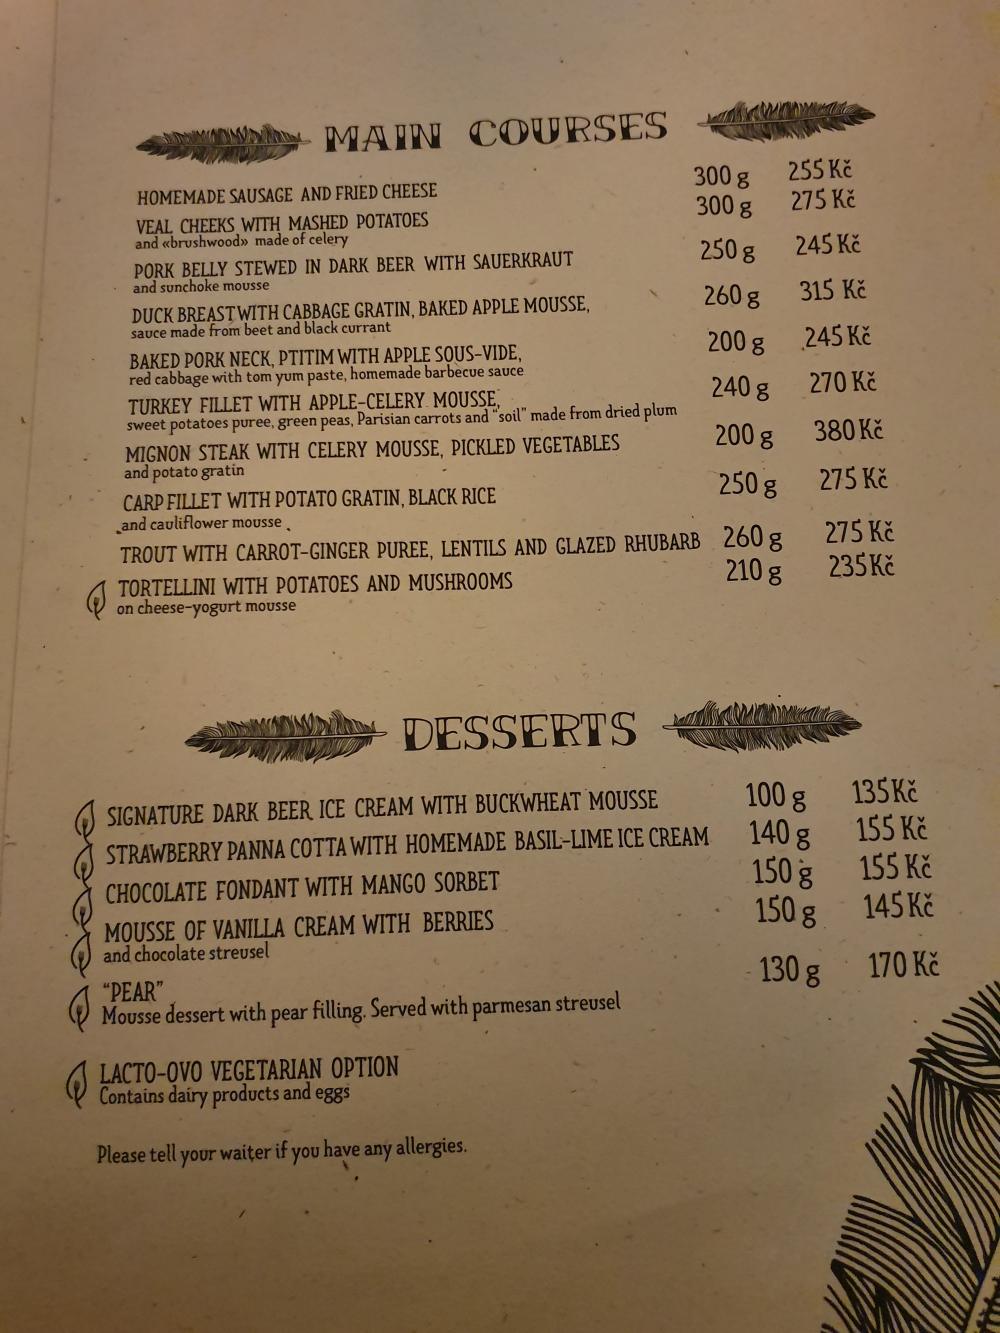 MAIN COURSES
HOMEMADE SAUSAGE AND FRIED CHEESE 300 g 255 Kč
VEAL CHEEKS WITH MASHED POTATOES 300 g 275 Kč
and «brushwood» made of celery
PORK BELLY STEWED IN DARK BEER WITH SAUERKRAUT 250 g 245 Kč
and sunchoke mousse
DUCK BREAST WITH CABBAGE GRATIN, BAKED APPLE MOUSSE, 260 g 315 Kč
sauce made from beet and black currant
BAKED PORK NECK, PTITIM WITH APPLE SOUS-VIDE, 200 g 245 Kč
red cabbage with tom yum paste, homemade barbecue sauce
TURKEY FILLET WITH APPLE-CELERY MOUSSE, 240 g 270 Kč
sweet potatoes puree, green peas, Parisian carrots and "soil" made from dried plum
MIGNON STEAK WITH CELERY MOUSSE, PICKLED VEGETABLES 200 g 380 Kč
and potato gratin
CARP FILLET WITH POTATO GRATIN, BLACK RICE 250 g 275 Kč
and cauliflower mousse
TROUT WITH CARROT-GINGER PUREE, LENTILS AND GLAZED RHUBARB 260 g 275 Kč
TORTELLINI WITH POTATOES AND MUSHROOMS 210 g 235 Kč
on cheese-yogurt mousse
DESSERTS
SIGNATURE DARK BEER ICE CREAM WITH BUCKWHEAT MOUSSE 100 g 135 Kč
STRAWBERRY PANNA COTTA WITH HOMEMADE BASIL-LIME ICE CREAM 140 g 155 Kč
CHOCOLATE FONDANT WITH MANGO SORBET 150 g 155 Kč
MOUSSE OF VANILLA CREAM WITH BERRIES 150 g 145 Kč
and chocolate streusel
"PEAR" 130 g 170 Kč
Mousse dessert with pear filling. Served with parmesan streusel
LACTO-OVO VEGETARIAN OPTION
Contains dairy products and eggs
Please tell your waiter if you have any allergies.